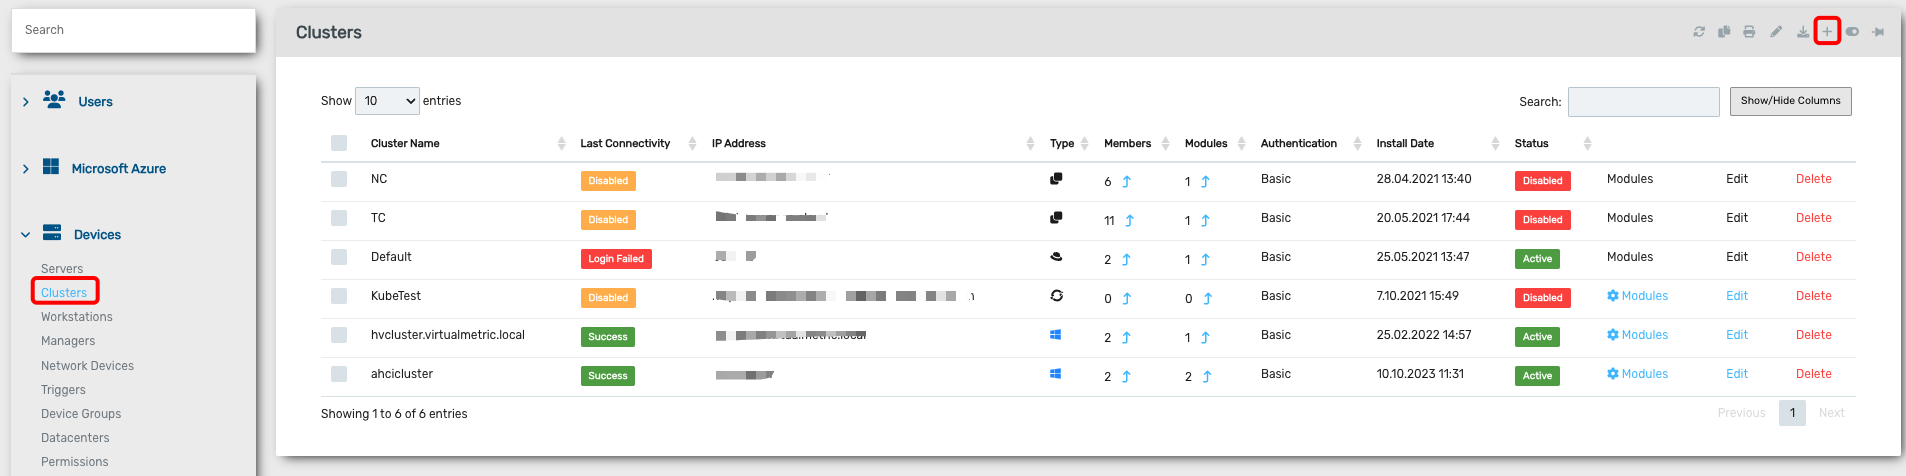 Search
Users
Microsoft Azure
Devices
Servers
Clusters
Workstations
Managers
Network Devices
Triggers
Device Groups
Datacenters
Permissions
Clusters
Show 10 entries
Search:
Show/Hide Columns
Cluster Name Last Connectivity IP Address Type Members Modules Authentication Install Date Status
NC Disabled 6 1 Basic 28.04.2021 13:40 Disabled Modules Edit Delete
TC Disabled 11 1 Basic 20.05.2021 17:44 Disabled Modules Edit Delete
Default Login Failed 2 1 Basic 25.05.2021 13:47 Active Modules Edit Delete
KubeTest Disabled 0 0 Basic 7.10.2021 15:49 Disabled Modules Edit Delete
hvcluster.virtualmetric.local Success 2 1 Basic 25.02.2022 14:57 Active Modules Edit Delete
ahcicluster Success 2 2 Basic 10.10.2023 11:31 Active Modules Edit Delete
Showing 1 to 6 of 6 entries
Previous 1 Next